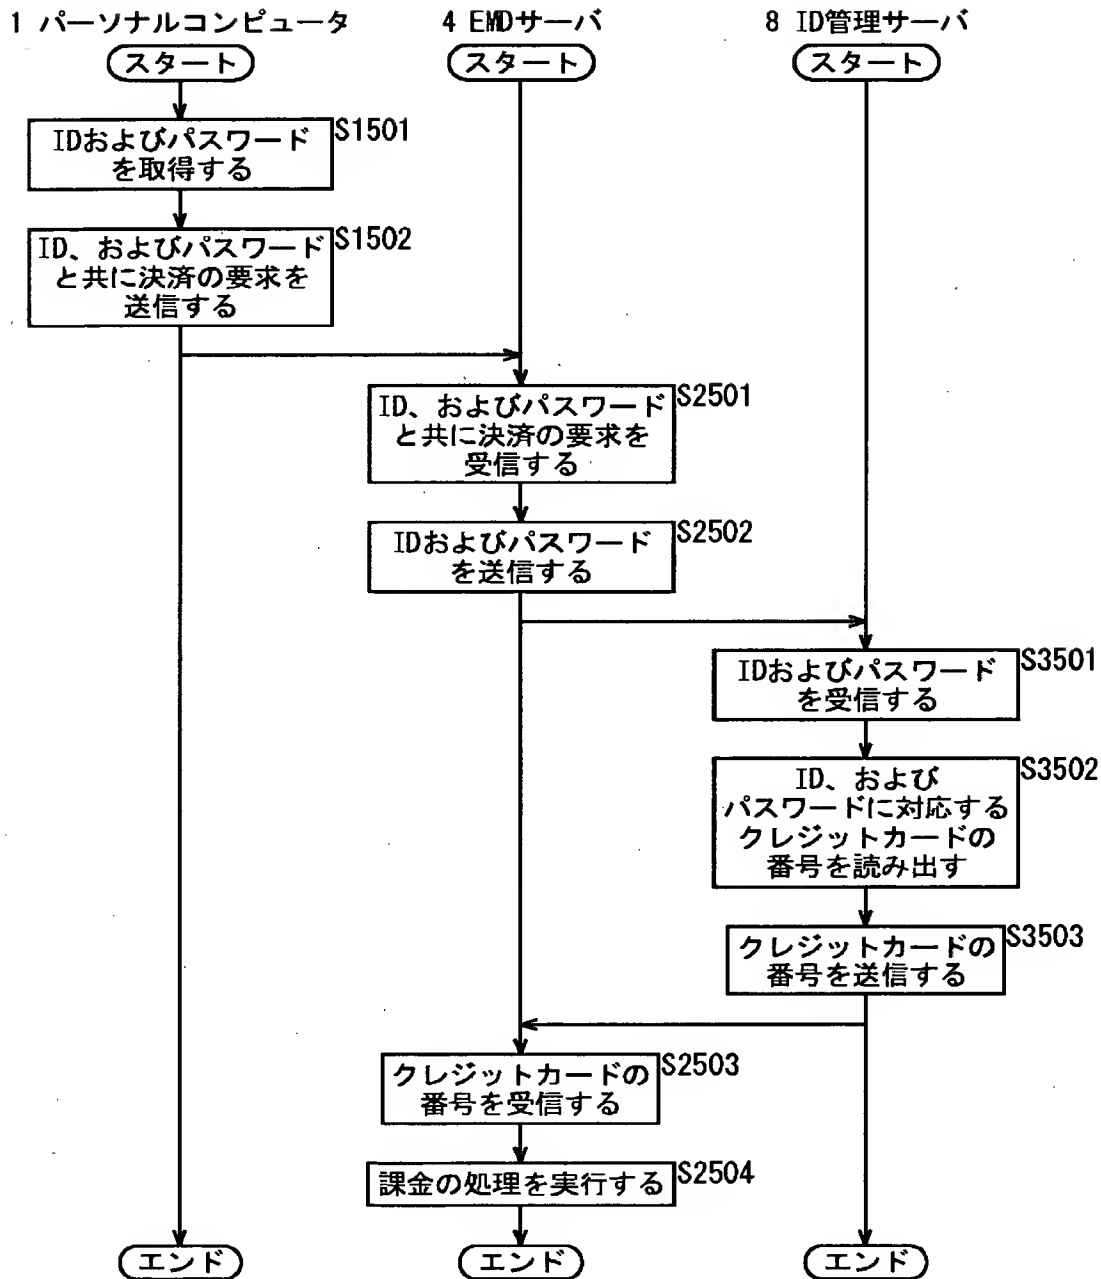 1 パーソナルコンピュータ
4 EMDサーバ
8 ID管理サーバ
スタート
スタート
スタート
IDおよびパスワード
を取得する
S1501
ID、およびパスワード
と共に決済の要求を
送信する
S1502
ID、およびパスワード
と共に決済の要求を
受信する
S2501
IDおよびパスワード
を送信する
S2502
IDおよびパスワード
を受信する
S3501
ID、および
パスワードに対応する
クレジットカードの
番号を読み出す
S3502
クレジットカードの
番号を送信する
S3503
クレジットカードの
番号を受信する
S2503
課金の処理を実行する
S2504
エンド
エンド
エンド